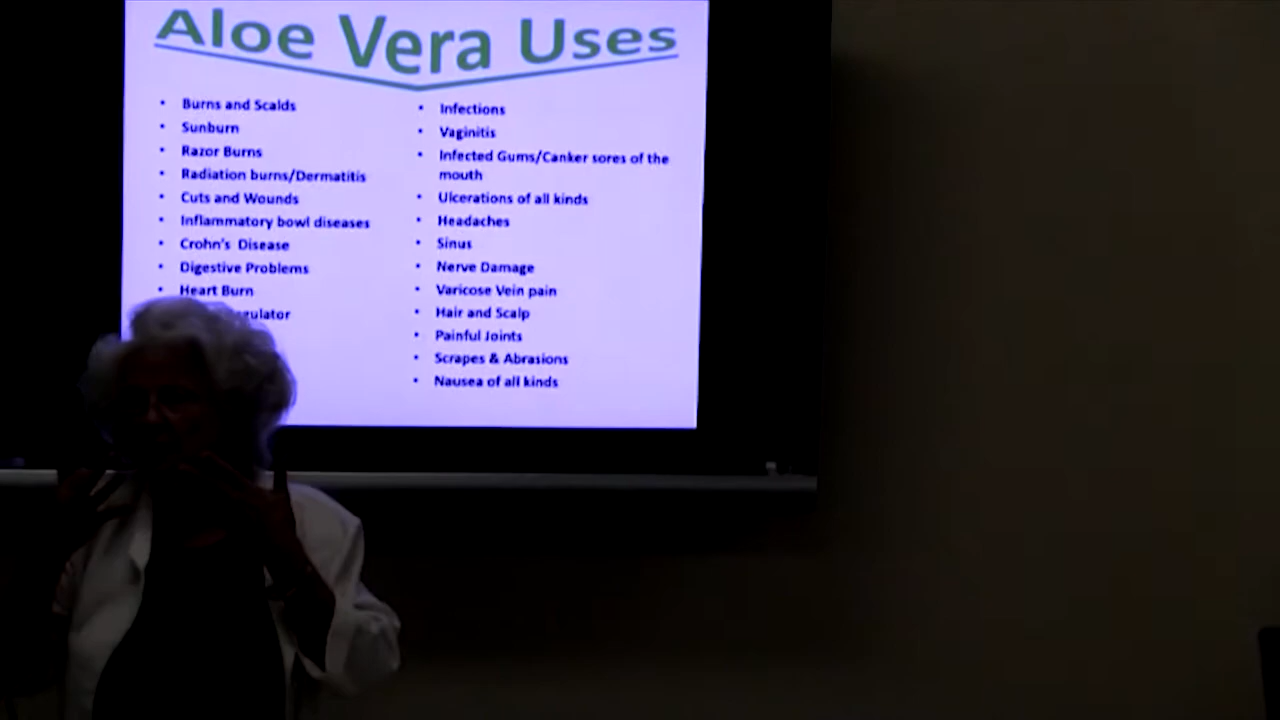 Aloe Vera Uses
• Burns and Scalds
• Sunburn
• Razor Burns
• Radiation burns/Dermatitis
• Cuts and Wounds
• Inflammatory bowl diseases
• Crohn's Disease
• Digestive Problems
• Heart Burn
• Infections
• Vaginitis
• Infected Gums/Canker sores of the
mouth
• Ulcerations of all kinds
• Headaches
• Sinus
• Nerve Damage
• Varicose Vein pain
• Hair and Scalp
• Painful Joints
• Scrapes & Abrasions
• Nausea of all kinds